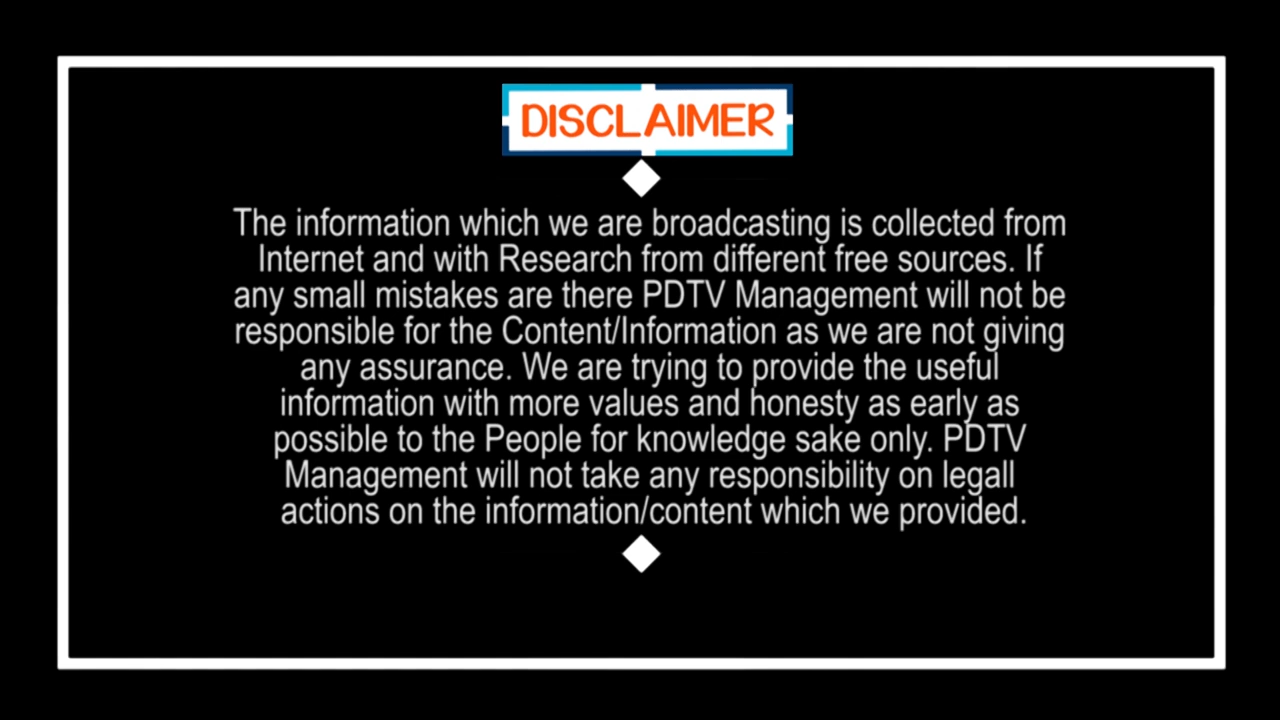 DISCLAIMER
The information which we are broadcasting is collected from
Internet and with Research from different free sources. If
any small mistakes are there PDTV Management will not be
responsible for the Content/Information as we are not giving
any assurance. We are trying to provide the useful
information with more values and honesty as early as
possible to the People for knowledge sake only. PDTV
Management will not take any responsibility on legall
actions on the information/content which we provided.